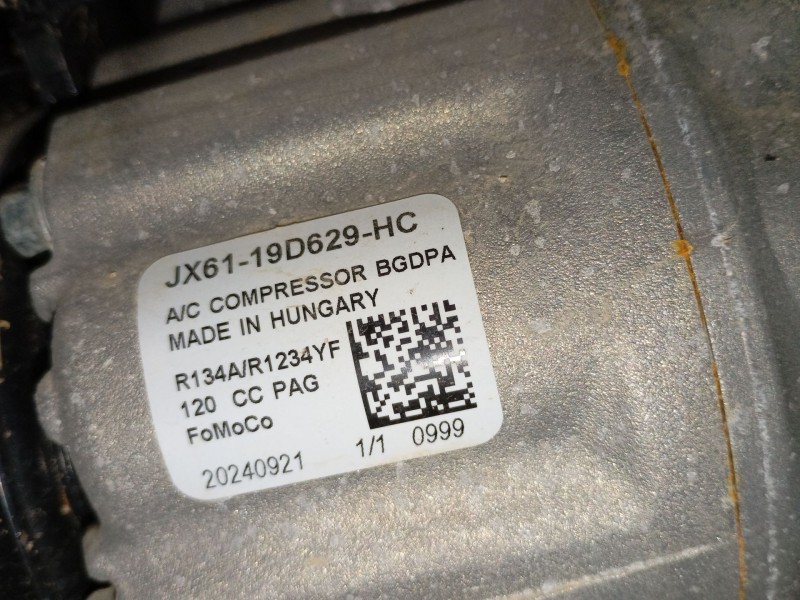 JX61-19D629-HC
A/C COMPRESSOR BGDPA
MADE IN HUNGARY
R134A/R1234YF
120 CC PAG
FoMoCo
20240921 1/1 0999